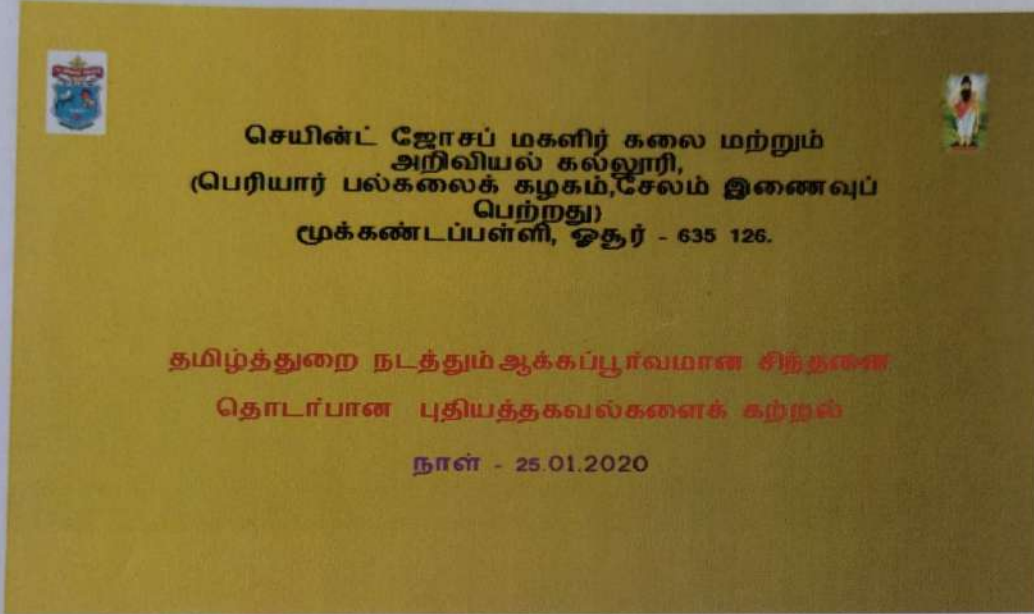 செயின்ட் ஜோசப் மகளிர் கலை மற்றும்
அறிவியல் கல்லூரி,
(பெரியார் பல்கலைக் கழகம்,சேலம் இணைவுப்
பெற்றது)
மூக்கண்டப்பள்ளி, ஓசூர் - 635 126.
தமிழ்த்துறை நடத்தும்ஆக்கப்பூர்வமான சிந்தனை
தொடர்பான புதியத்தகவல்களைக் கற்றல்
நாள் - 25.01.2020